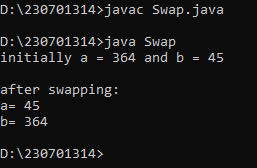 D:\230701314>javac Swap.java
D:\230701314>java Swap
initially a = 364 and b = 45
after swapping:
a= 45
b= 364
D:\230701314>